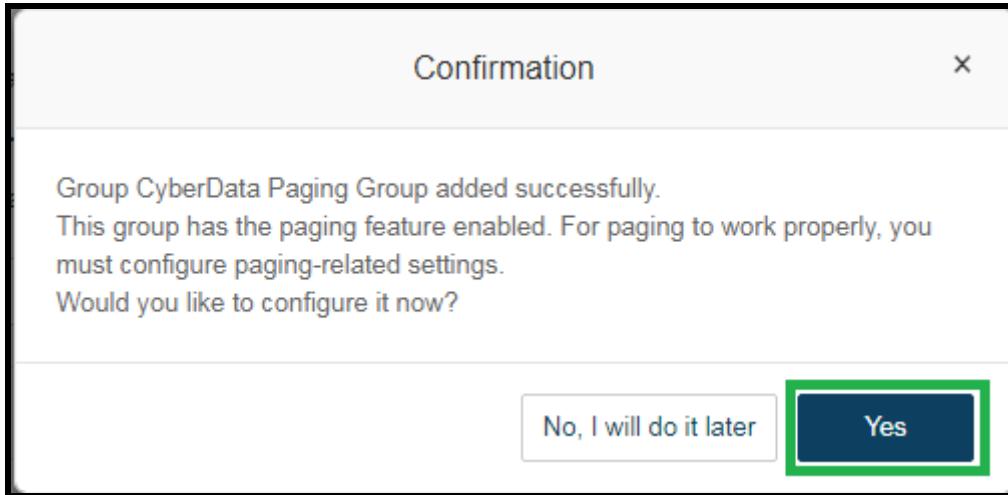 Confirmation
×
Group CyberData Paging Group added successfully.
This group has the paging feature enabled. For paging to work properly, you
must configure paging-related settings.
Would you like to configure it now?
No, I will do it later
Yes